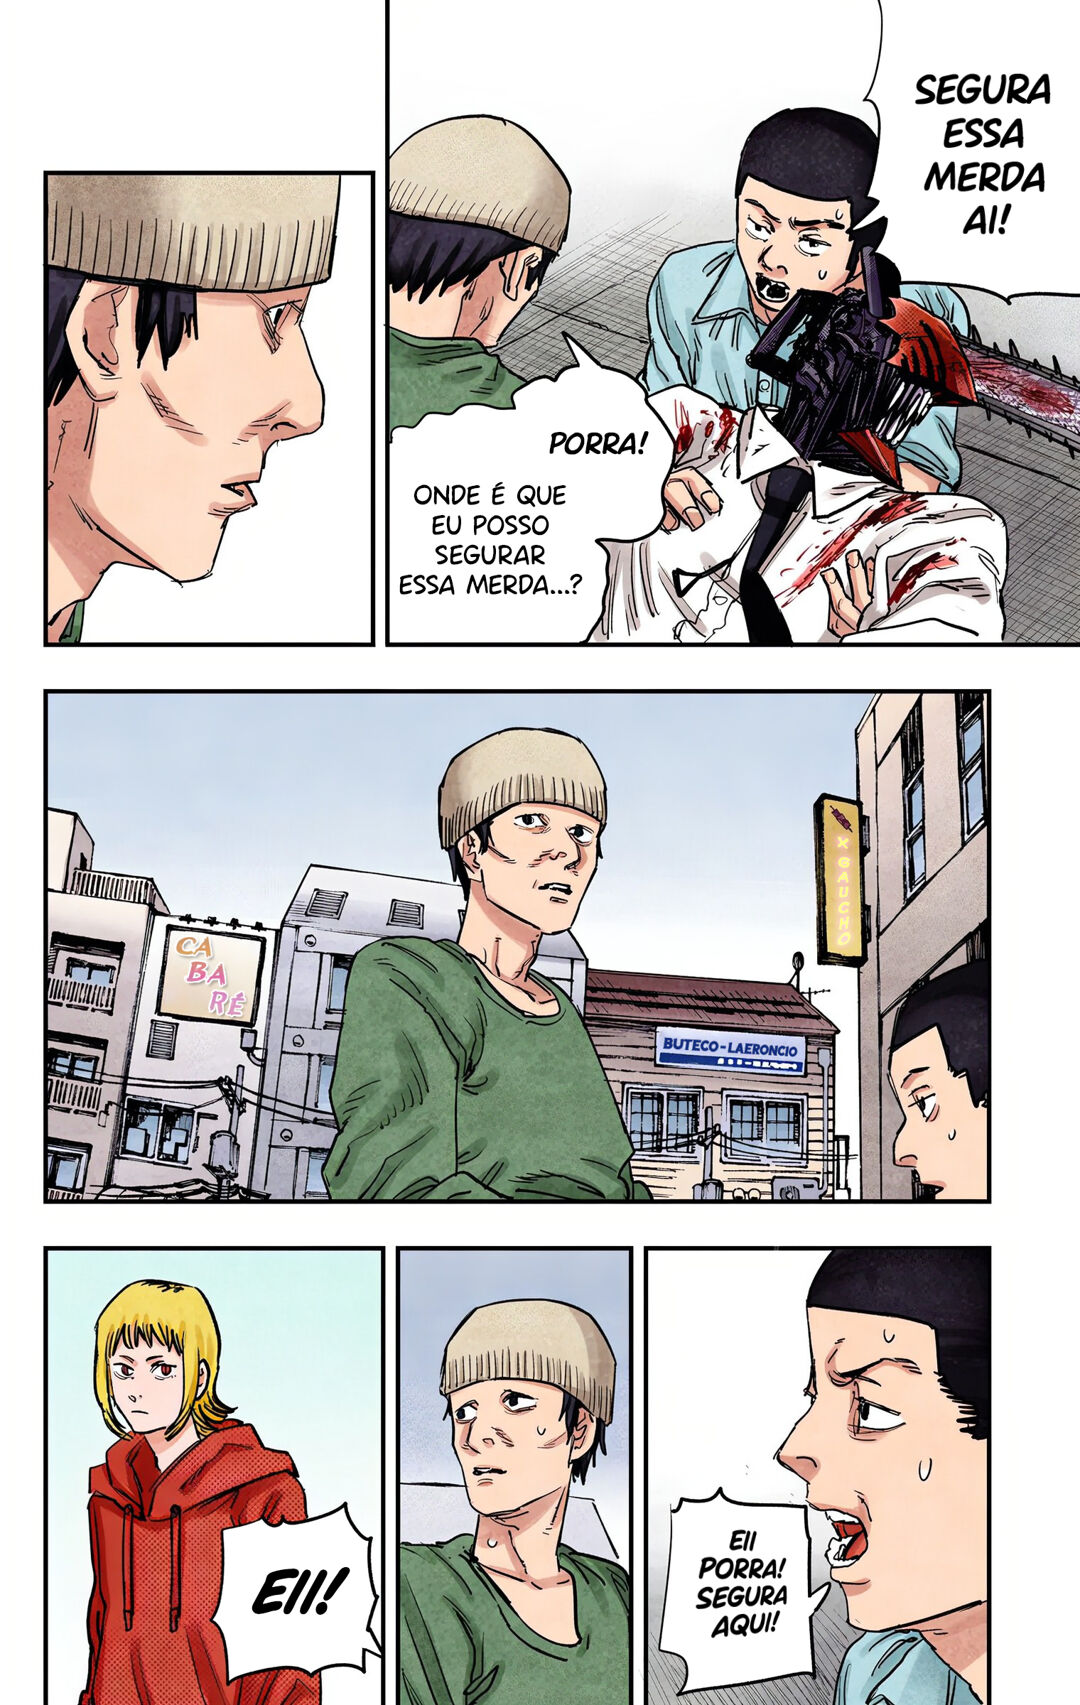 SEGURA
ESSA
MERDA
AI!
PORRA!
ONDE É QUE
EU POSSO
SEGURAR
ESSA MERDA...?
CA
BA
RÉ
X GAUCHO
BUTECO-LAERONCIO
EII!
EII
PORRA!
SEGURA
AQUI!